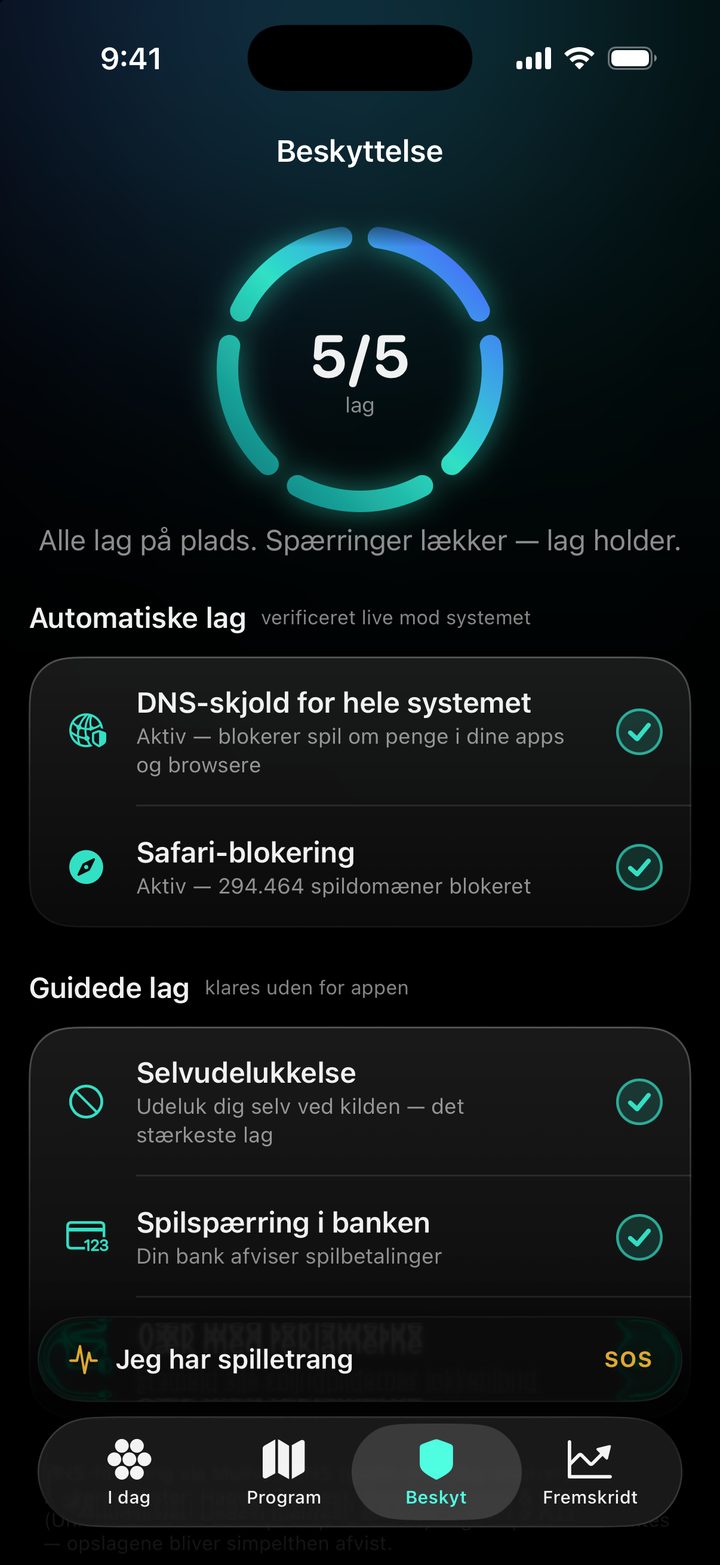 9:41
Beskyttelse
5/5
lag
Alle lag på plads. Spærringer lækker — lag holder.
Automatiske lag verificeret live mod systemet
DNS-skjold for hele systemet
Aktiv — blokerer spil om penge i dine apps
og browsere
Safari-blokering
Aktiv — 294.464 spildomæner blokeret
Guidede lag klares uden for appen
Selvudelukkelse
Udeluk dig selv ved kilden — det
stærkeste lag
Spilspærring i banken
123
Din bank afviser spilbetalinger
Jeg har spilletrang SOS
I dag Program Beskyt Fremskridt
— opslagene bliver simpelthen afvist.